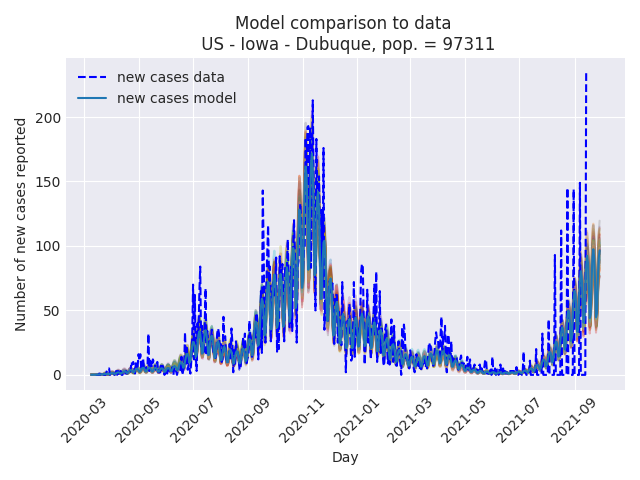 Model comparison to data
US - Iowa - Dubuque, pop. = 97311
new cases data
new cases model
Number of new cases reported
200
150
100
50
0
2020-03
2020-05
2020-07
2020-09
2020-11
2021-01
2021-03
2021-05
2021-07
2021-09
Day